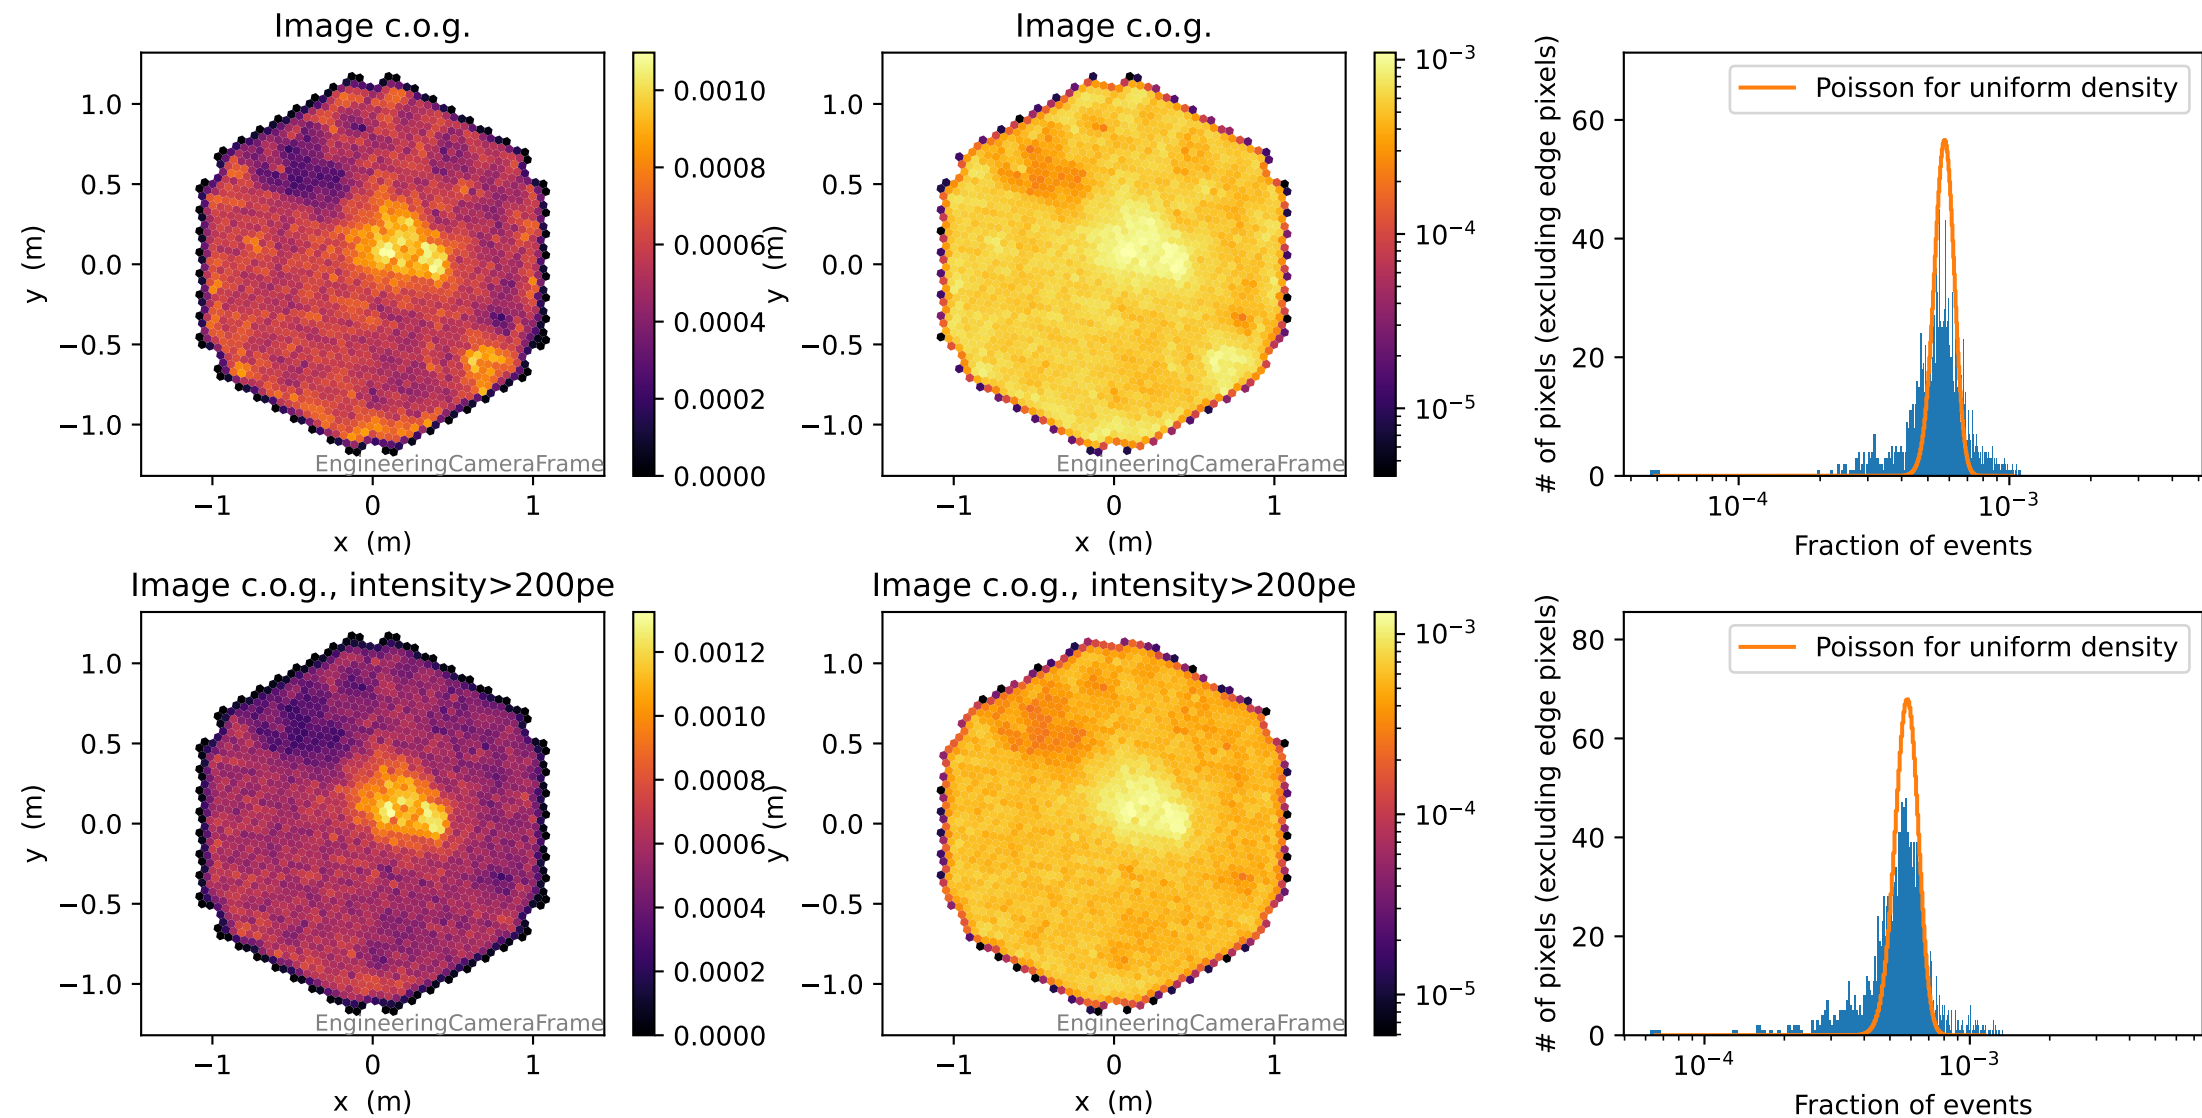 Image c.o.g.
1.0
0.5
0.0
−0.5
−1.0
y (m)
−1
0
1
x (m)
EngineeringCameraFrame
0.0010
0.0008
0.0006
0.0004
0.0002
0.0000
Image c.o.g.
1.0
0.5
0.0
−0.5
−1.0
y (m)
−1
0
1
x (m)
EngineeringCameraFrame
10⁻³
10⁻⁴
10⁻⁵
Poisson for uniform density
60
40
20
0
# of pixels (excluding edge pixels)
10⁻⁴
10⁻³
Fraction of events
Image c.o.g., intensity>200pe
1.0
0.5
0.0
−0.5
−1.0
y (m)
−1
0
1
x (m)
EngineeringCameraFrame
0.0012
0.0010
0.0008
0.0006
0.0004
0.0002
0.0000
Image c.o.g., intensity>200pe
1.0
0.5
0.0
−0.5
−1.0
y (m)
−1
0
1
x (m)
EngineeringCameraFrame
10⁻³
10⁻⁴
10⁻⁵
Poisson for uniform density
80
60
40
20
0
# of pixels (excluding edge pixels)
10⁻⁴
10⁻³
Fraction of events